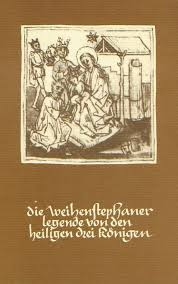 die Weihenstephaner
legende von den
heiligen drei Königen